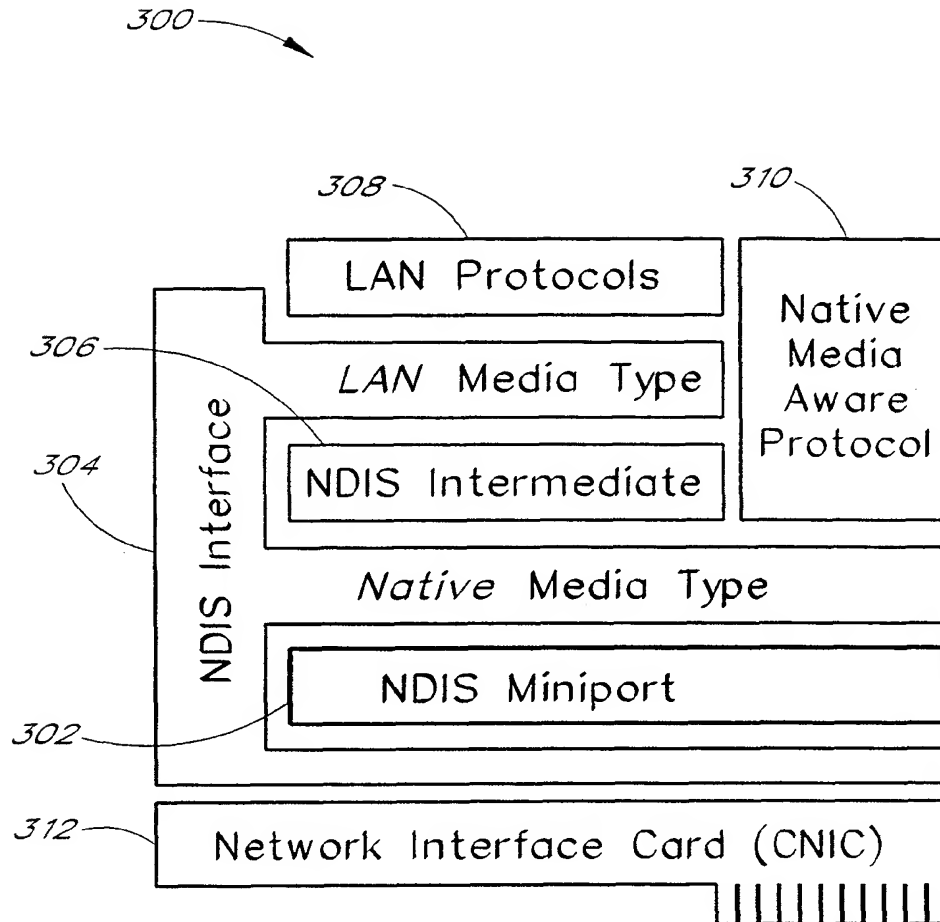 300
308
310
LAN Protocols
Native
Media
Aware
Protocol
306
LAN Media Type
304
NDIS Interface
NDIS Intermediate
Native Media Type
NDIS Miniport
302
312
Network Interface Card (CNIC)